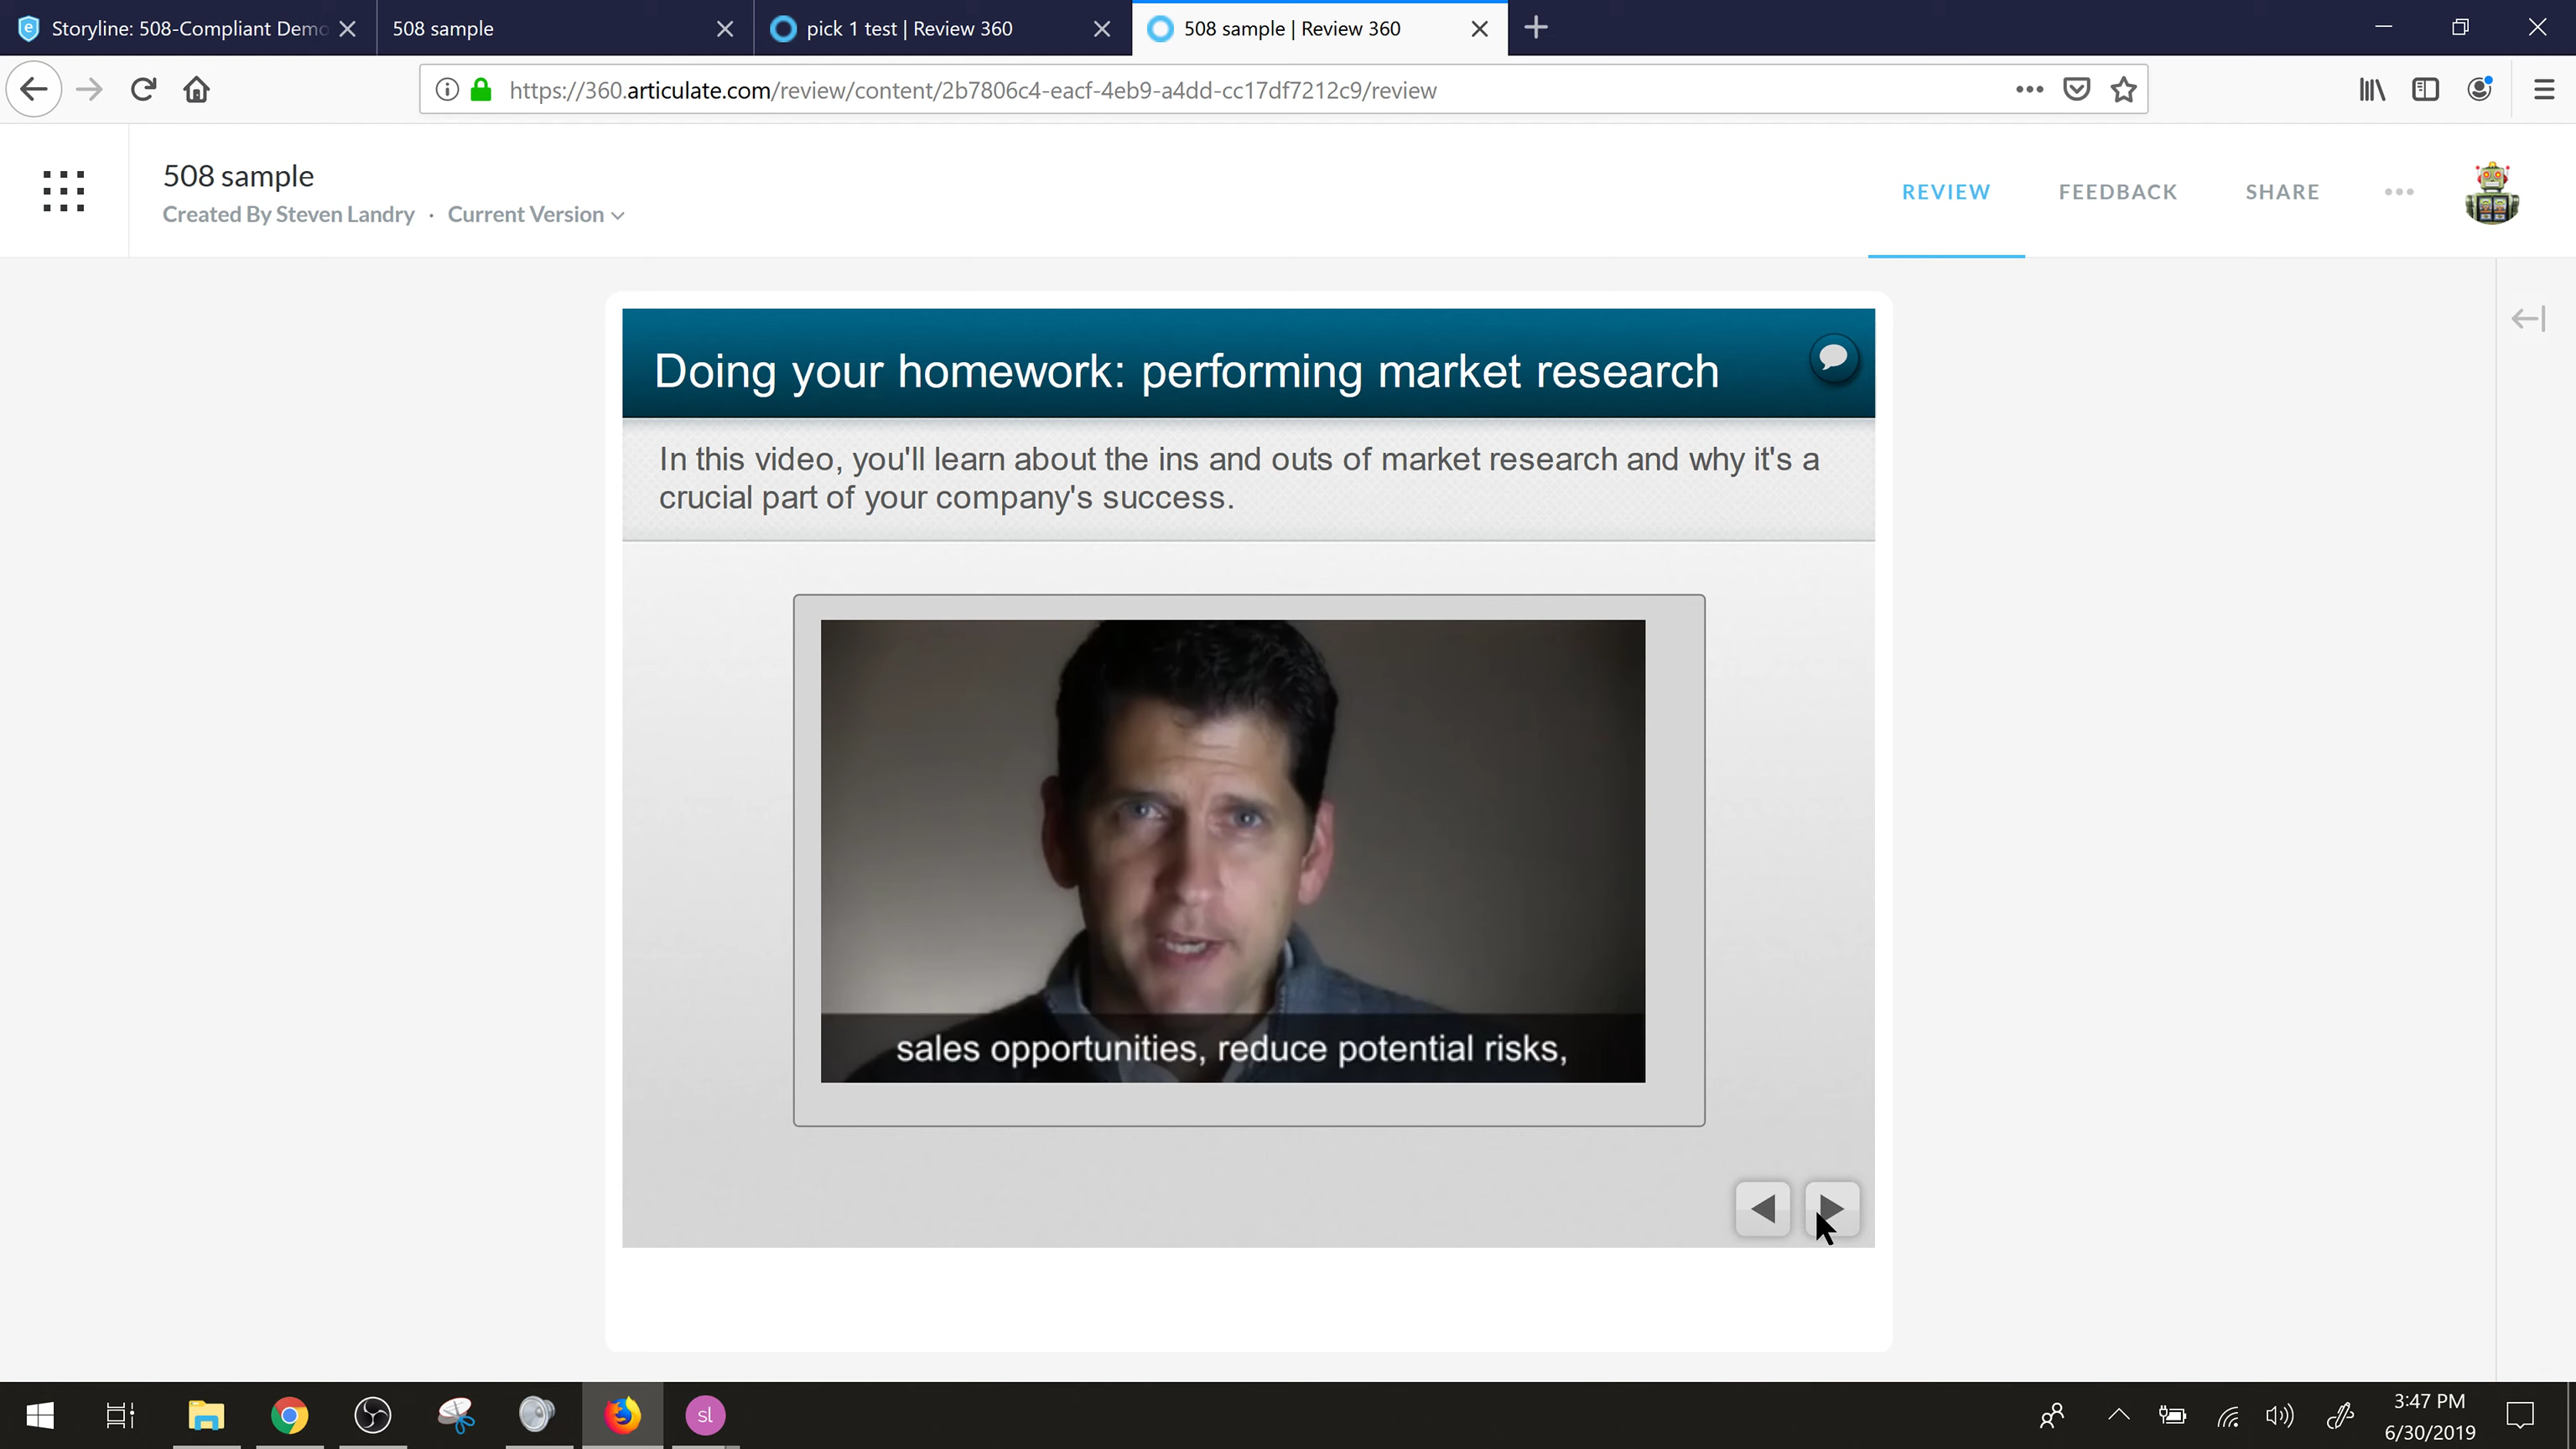 Storyline: 508-Compliant Demo
508 sample
pick 1 test | Review 360
508 sample | Review 360
https://360.articulate.com/review/content/2b7806c4-eacf-4eb9-a4dd-cc17df7212c9/review
508 sample
Created By Steven Landry · Current Version
REVIEW
FEEDBACK
SHARE
Doing your homework: performing market research
In this video, you'll learn about the ins and outs of market research and why it's a
crucial part of your company's success.
sales opportunities, reduce potential risks,
sl
3:47 PM
6/30/2019